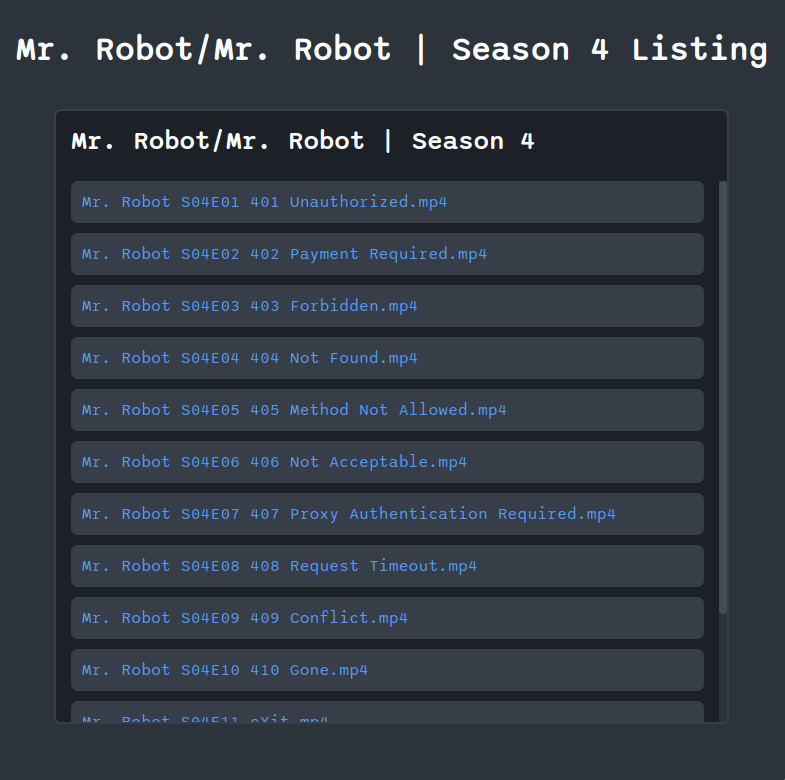 Mr. Robot/Mr. Robot | Season 4 Listing
Mr. Robot/Mr. Robot | Season 4
Mr. Robot S04E01 401 Unauthorized.mp4
Mr. Robot S04E02 402 Payment Required.mp4
Mr. Robot S04E03 403 Forbidden.mp4
Mr. Robot S04E04 404 Not Found.mp4
Mr. Robot S04E05 405 Method Not Allowed.mp4
Mr. Robot S04E06 406 Not Acceptable.mp4
Mr. Robot S04E07 407 Proxy Authentication Required.mp4
Mr. Robot S04E08 408 Request Timeout.mp4
Mr. Robot S04E09 409 Conflict.mp4
Mr. Robot S04E10 410 Gone.mp4
Mr. Robot S04E11 eXit.mp4